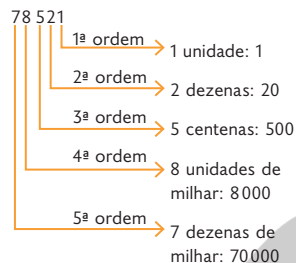 78 521
1ª ordem
1 unidade: 1
2ª ordem
2 dezenas: 20
3ª ordem
5 centenas: 500
4ª ordem
8 unidades de
milhar: 8 000
5ª ordem
7 dezenas de
milhar: 70 000